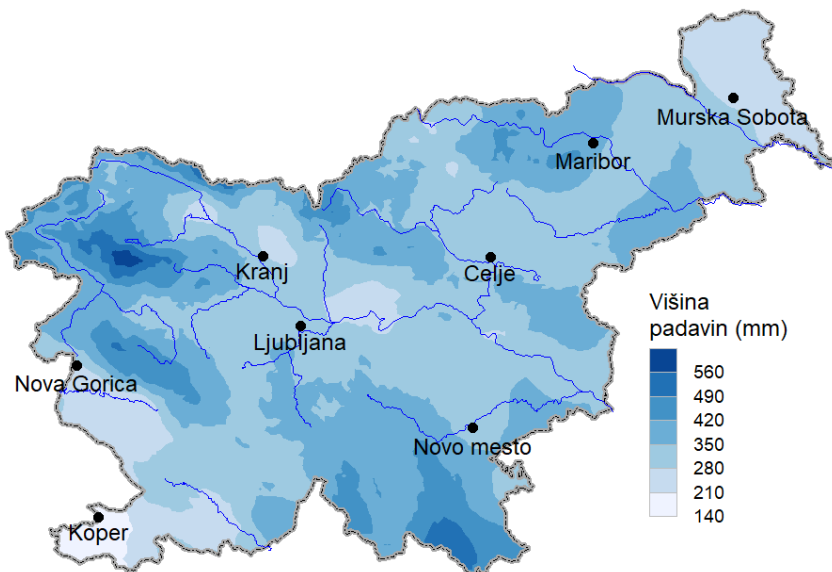 Murska Sobota
Maribor
Kranj
Celje
Ljubljana
Nova Gorica
Novo mesto
Koper
Višina
padavin (mm)
560
490
420
350
280
210
140